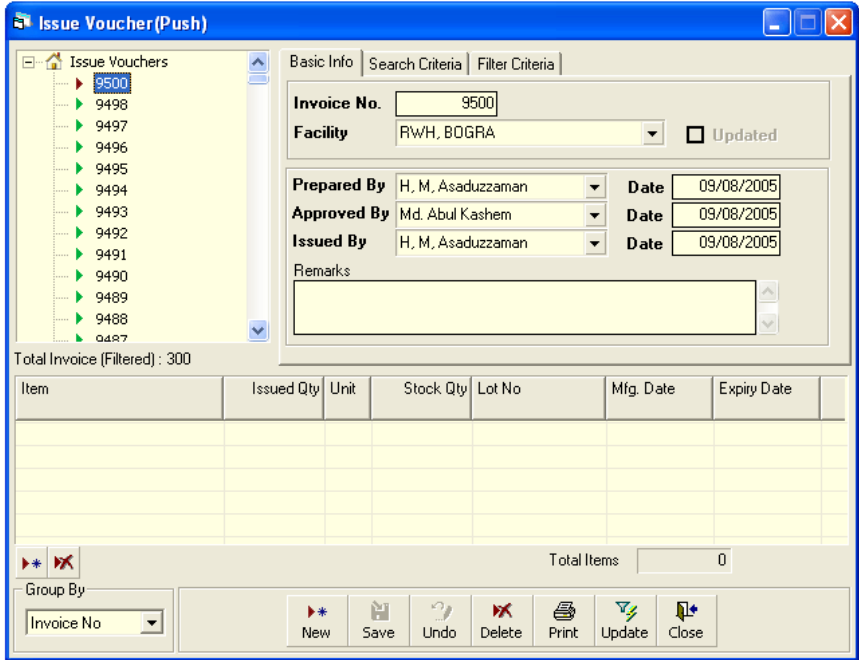 Issue Voucher(Push)
Issue Vouchers
9500
9498
9497
9496
9495
9494
9493
9492
9491
9490
9489
9488
9487
Total Invoice (Filtered) : 300
Basic Info Search Criteria Filter Criteria
Invoice No. 9500
Facility RWH, BOGRA Updated
Prepared By H, M, Asaduzzaman Date 09/08/2005
Approved By Md. Abul Kashem Date 09/08/2005
Issued By H, M, Asaduzzaman Date 09/08/2005
Remarks
Item Issued Qty Unit Stock Qty Lot No Mfg. Date Expiry Date
Total Items 0
Group By
Invoice No
New Save Undo Delete Print Update Close